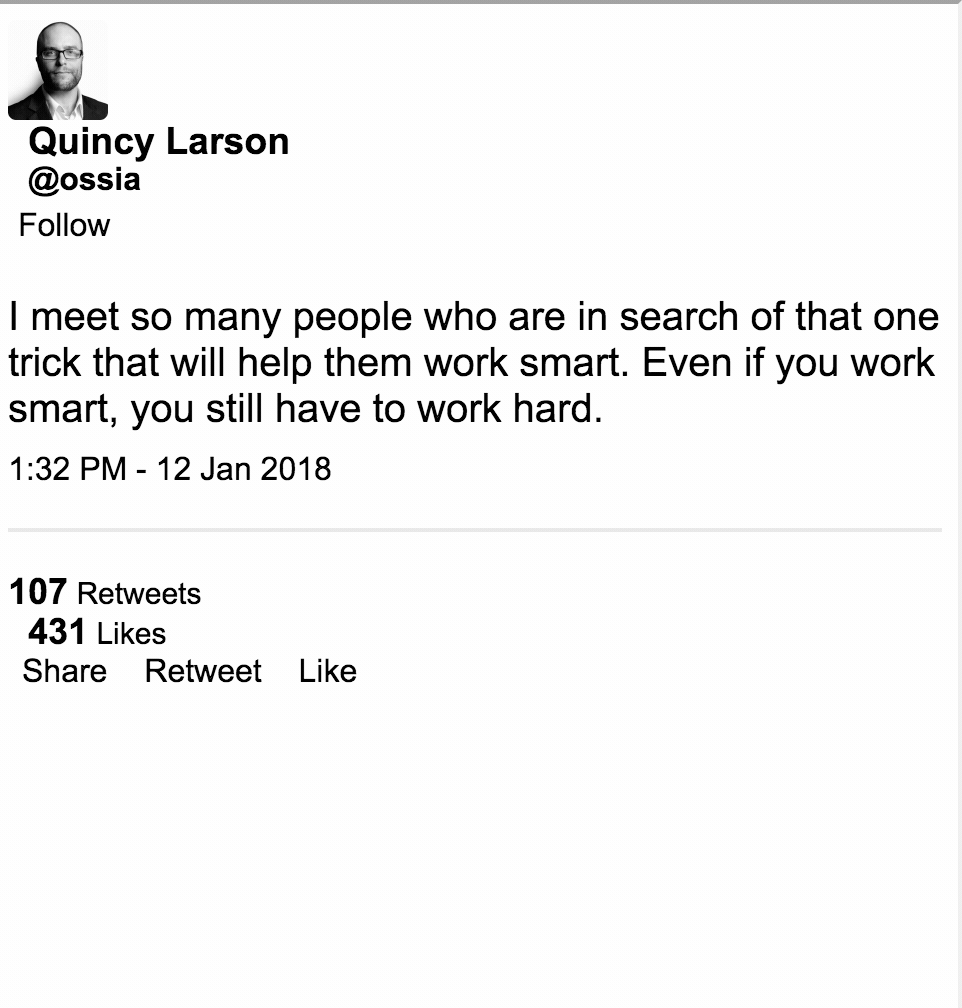 Quincy Larson
@ossia
Follow
I meet so many people who are in search of that one
trick that will help them work smart. Even if you work
smart, you still have to work hard.
1:32 PM - 12 Jan 2018
107 Retweets
431 Likes
Share Retweet Like